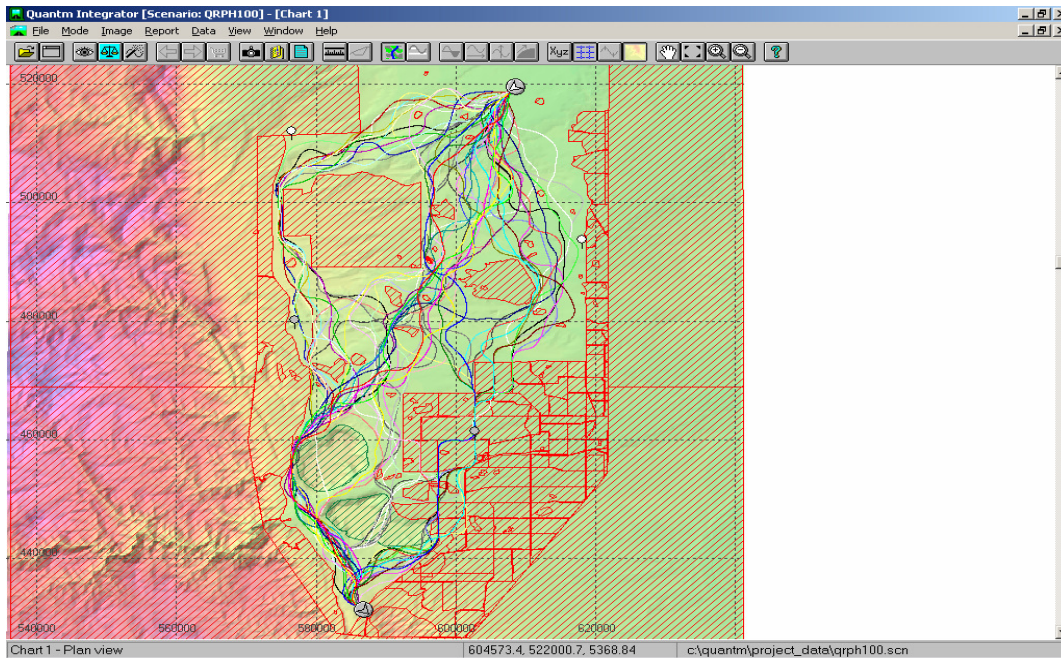 Quantm Integrator [Scenario: QRPH100] - [Chart 1]
File Mode Image Report Data View Window Help
Xyz ?
520000
500000
480000
460000
440000
540000 560000 580000 600000 620000
Chart 1 - Plan view 604573.4, 522000.7, 5368.84 c:\quantm\project_data\qrph100.scn